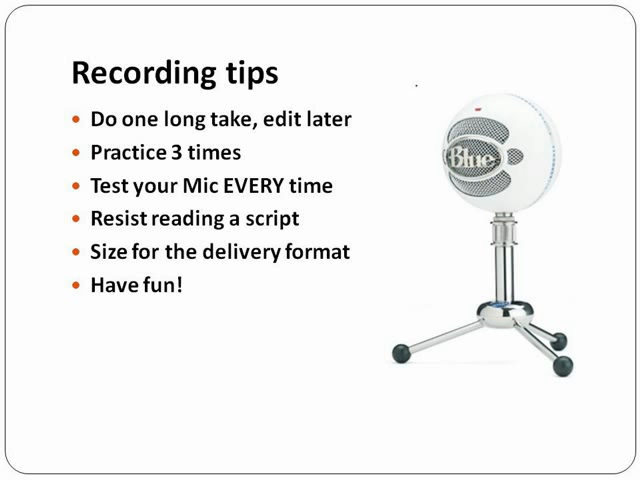 Recording tips
Do one long take, edit later
Practice 3 times
Test your Mic EVERY time
Resist reading a script
Size for the delivery format
Have fun!
Blue